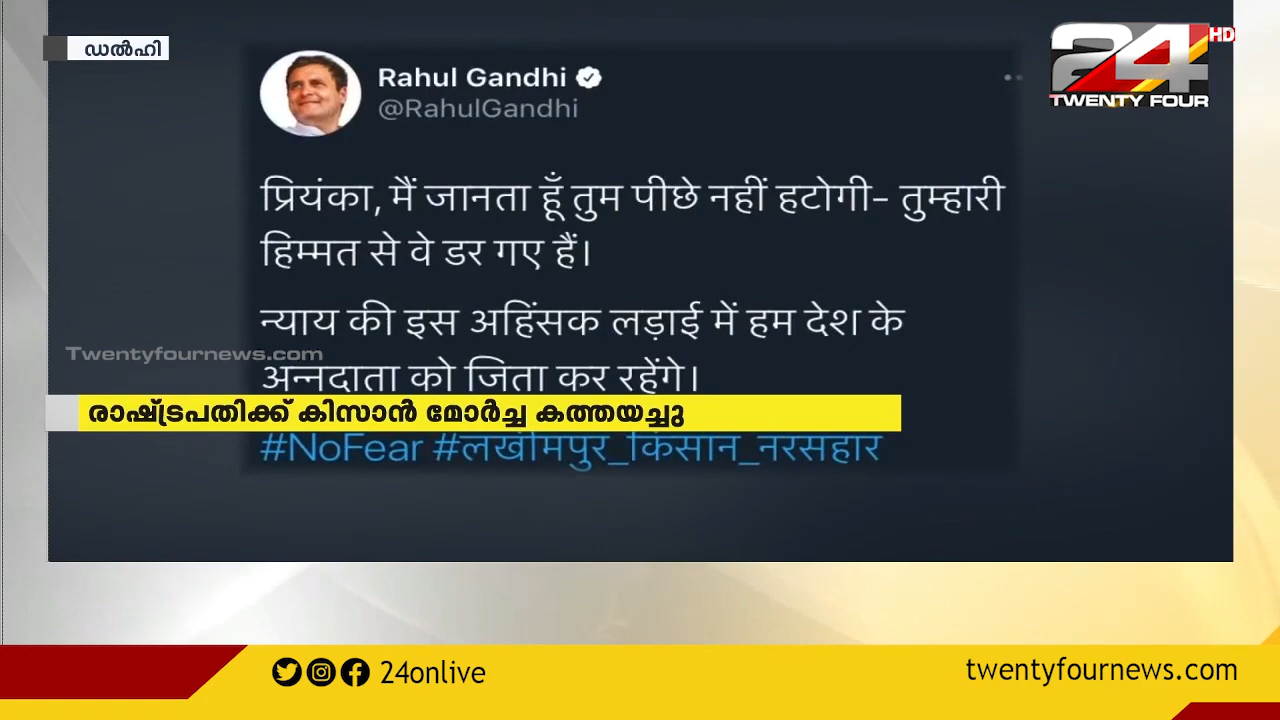 ഡൽഹി
24 HD
TWENTY FOUR
Rahul Gandhi
@RahulGandhi
प्रियंका, मैं जानता हूँ तुम पीछे नहीं हटोगी- तुम्हारी
हिम्मत से वे डर गए हैं।
न्याय की इस अहिंसक लड़ाई में हम देश के
Twentyfournews.com
अन्नदाता को जिता कर रहेंगे।
രാഷ്ട്രപതിക്ക് കിസാൻ മോർച്ച കത്തയച്ചു
#NoFear #लखीमपुर_किसान_नरसंहार
24onlive
twentyfournews.com